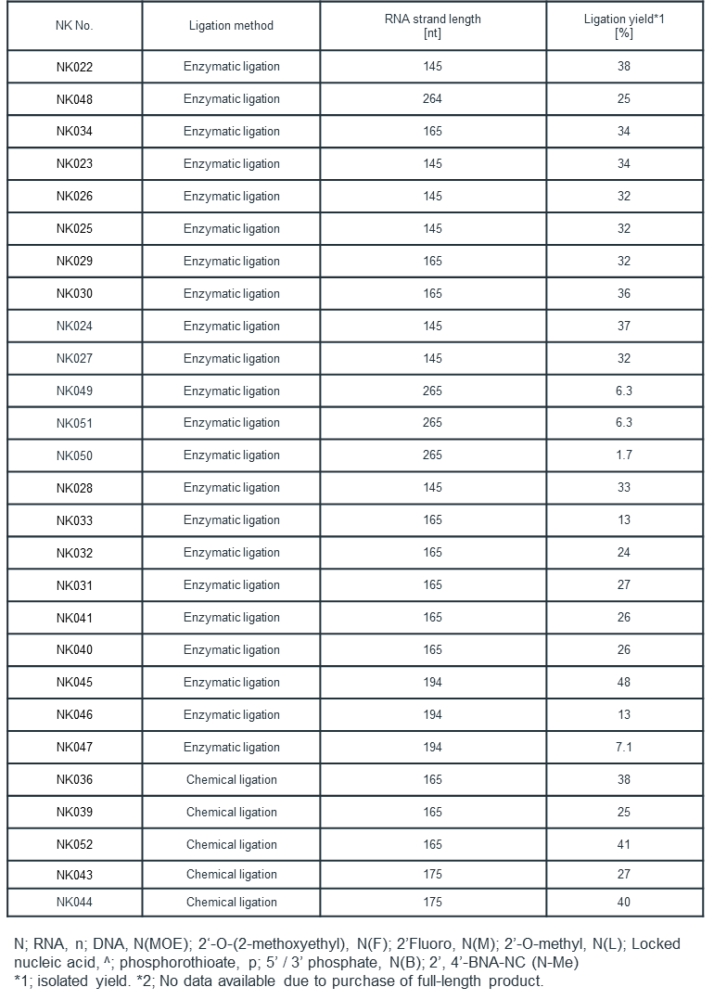 NK No. Ligation method RNA strand length [nt] Ligation yield*1 [%]
NK022 Enzymatic ligation 145 38
NK048 Enzymatic ligation 264 25
NK034 Enzymatic ligation 165 34
NK023 Enzymatic ligation 145 34
NK026 Enzymatic ligation 145 32
NK025 Enzymatic ligation 145 32
NK029 Enzymatic ligation 165 32
NK030 Enzymatic ligation 165 36
NK024 Enzymatic ligation 145 37
NK027 Enzymatic ligation 145 32
NK049 Enzymatic ligation 265 6.3
NK051 Enzymatic ligation 265 6.3
NK050 Enzymatic ligation 265 1.7
NK028 Enzymatic ligation 145 33
NK033 Enzymatic ligation 165 13
NK032 Enzymatic ligation 165 24
NK031 Enzymatic ligation 165 27
NK041 Enzymatic ligation 165 26
NK040 Enzymatic ligation 165 26
NK045 Enzymatic ligation 194 48
NK046 Enzymatic ligation 194 13
NK047 Enzymatic ligation 194 7.1
NK036 Chemical ligation 165 38
NK039 Chemical ligation 165 25
NK052 Chemical ligation 165 41
NK043 Chemical ligation 175 27
NK044 Chemical ligation 175 40
N; RNA, n; DNA, N(MOE); 2‘-O-(2-methoxyethyl), N(F); 2’Fluoro, N(M); 2’-O-methyl, N(L); Locked
nucleic acid, ^; phosphorothioate, p; 5’ / 3’ phosphate, N(B); 2’, 4’-BNA-NC (N-Me)
*1; isolated yield. *2; No data available due to purchase of full-length product.